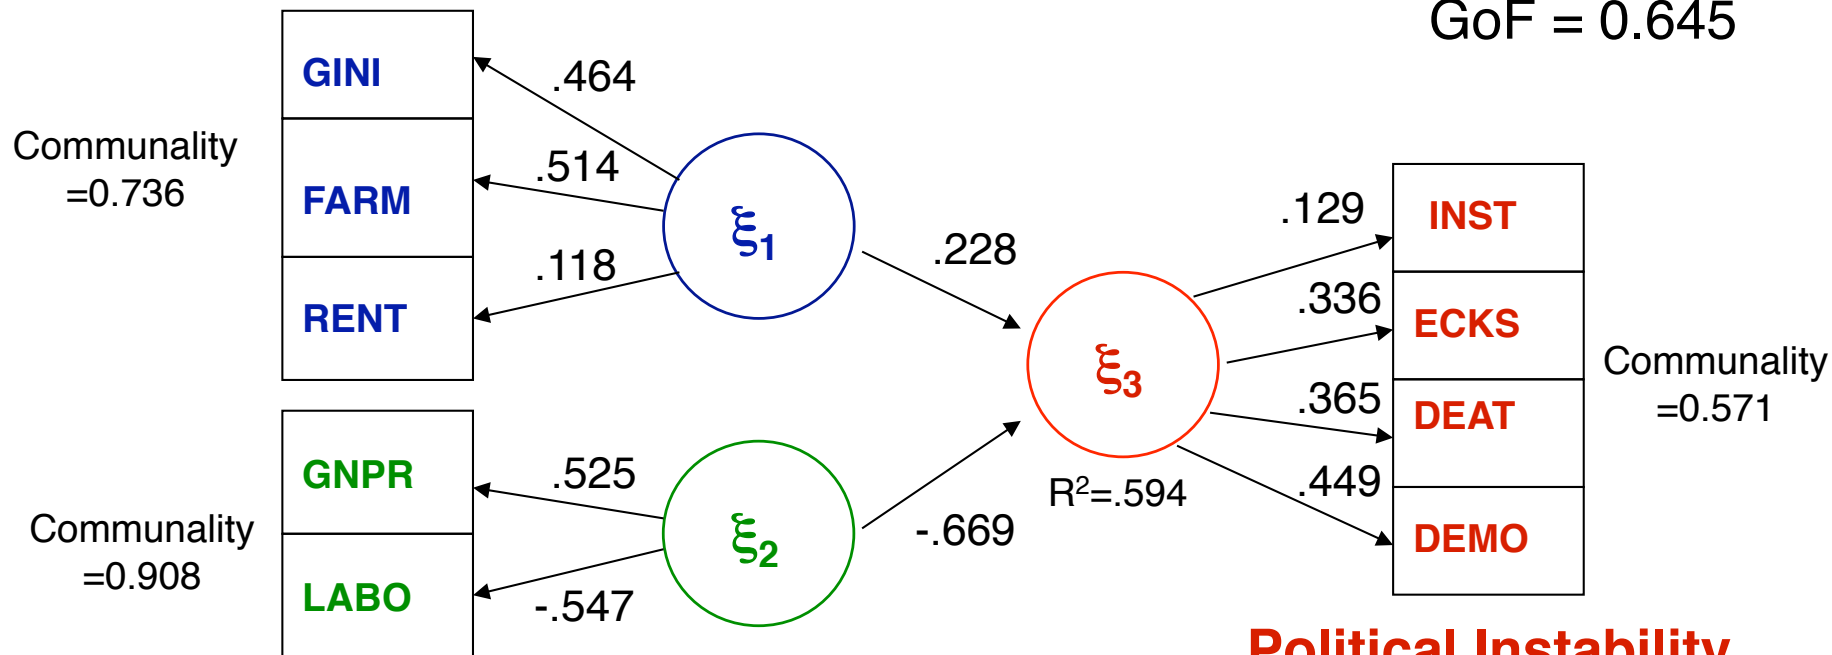 GoF = 0.645
GINI
.464
Communality
=0.736
.514
FARM
ξ1
.118
RENT
.228
.129
INST
.336
ECKS
ξ3
Communality
=0.571
.365
DEAT
.449
R²=.594
DEMO
GNPR
.525
Communality
=0.908
ξ2
-.669
LABO
-.547
Political Instability